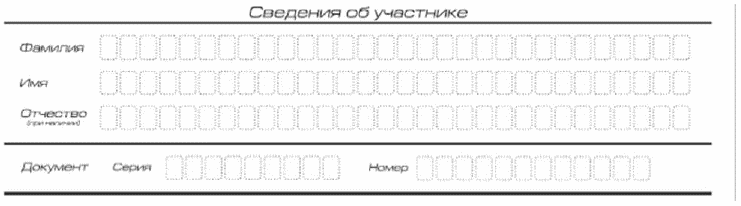 Сведения об участнике
Фамилия
Имя
Отчество
(при наличии)
Документ Серия Номер